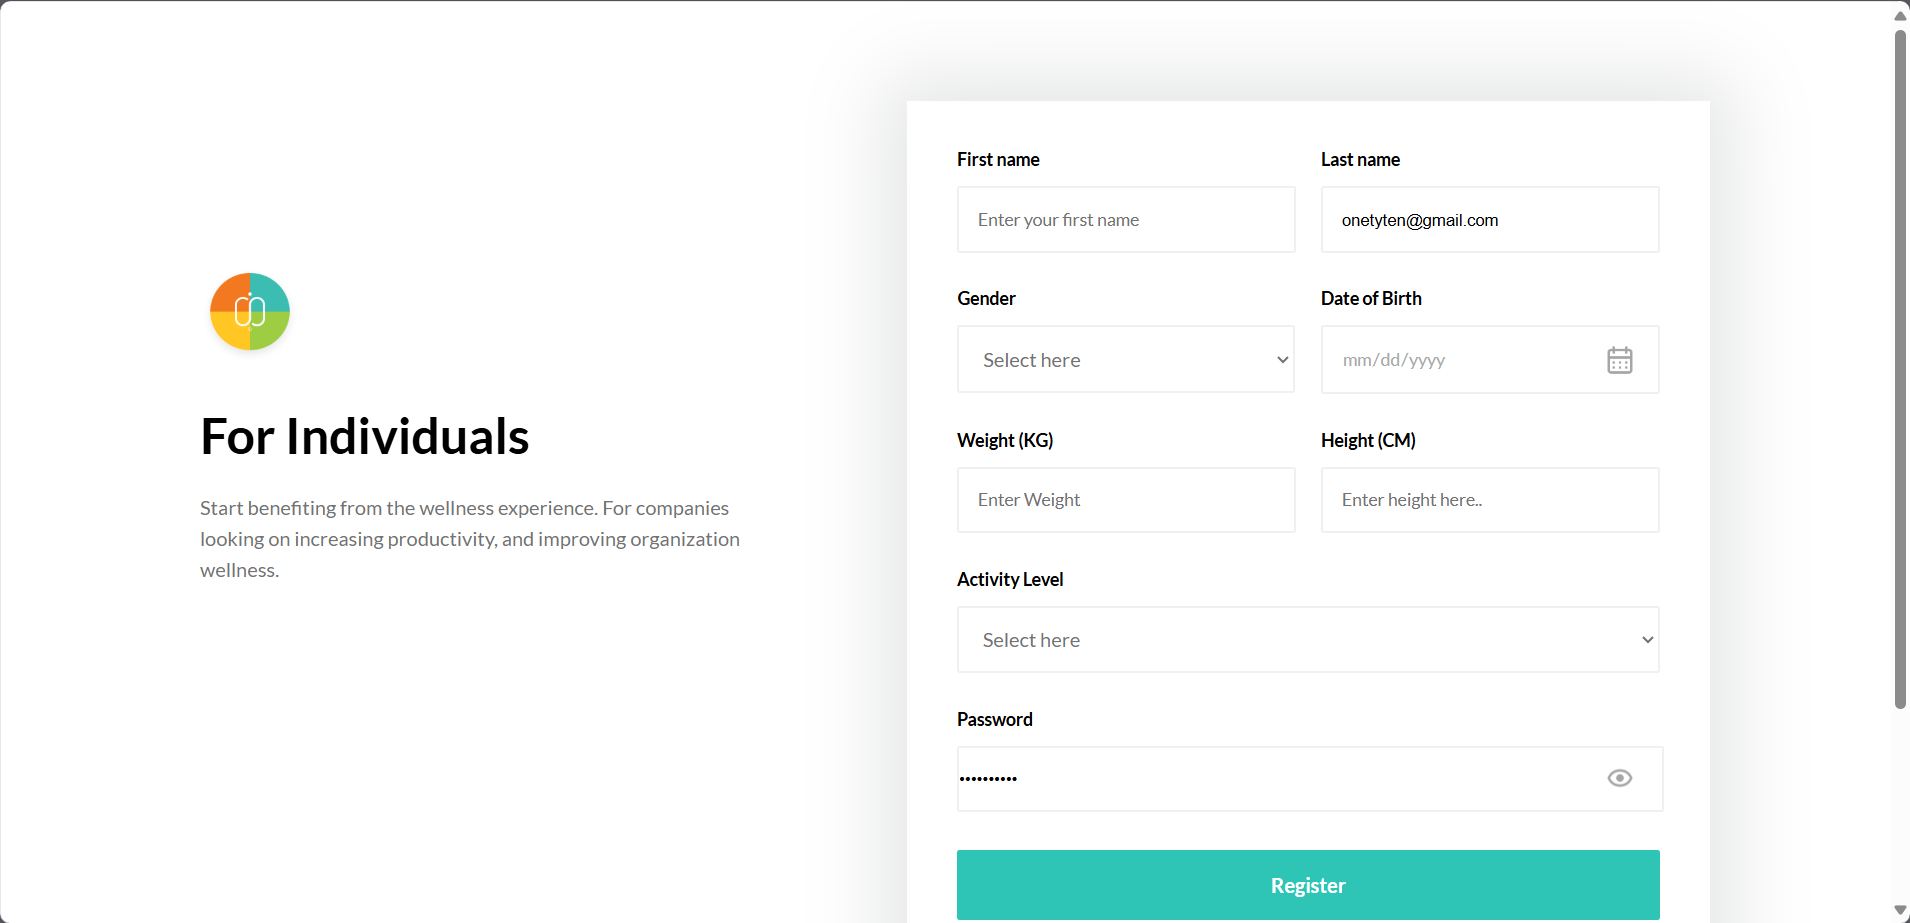 For Individuals
Start benefiting from the wellness experience. For companies
looking on increasing productivity, and improving organization
wellness.
First name
Last name
Enter your first name
onetyten@gmail.com
Gender
Date of Birth
Select here
mm/dd/yyyy
Weight (KG)
Height (CM)
Enter Weight
Enter height here..
Activity Level
Select here
Password
••••••••••
Register